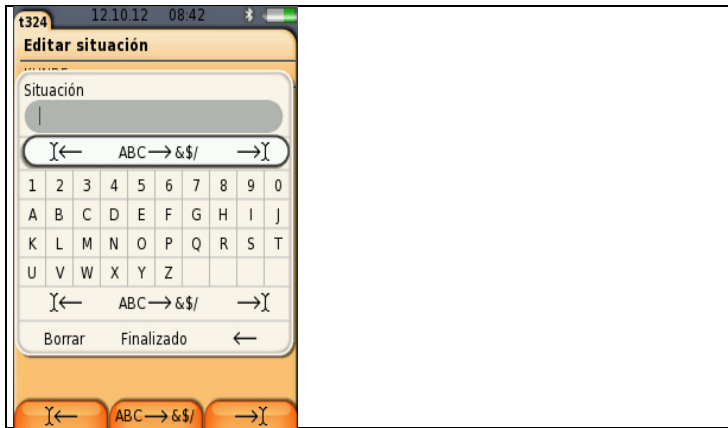 t324 12.10.12 08:42
Editar situación
Situación
ABC→&$/
1 2 3 4 5 6 7 8 9 0
A B C D E F G H I J
K L M N O P Q R S T
U V W X Y Z
ABC→&$/
Borrar Finalizado ←
ABC→&$/